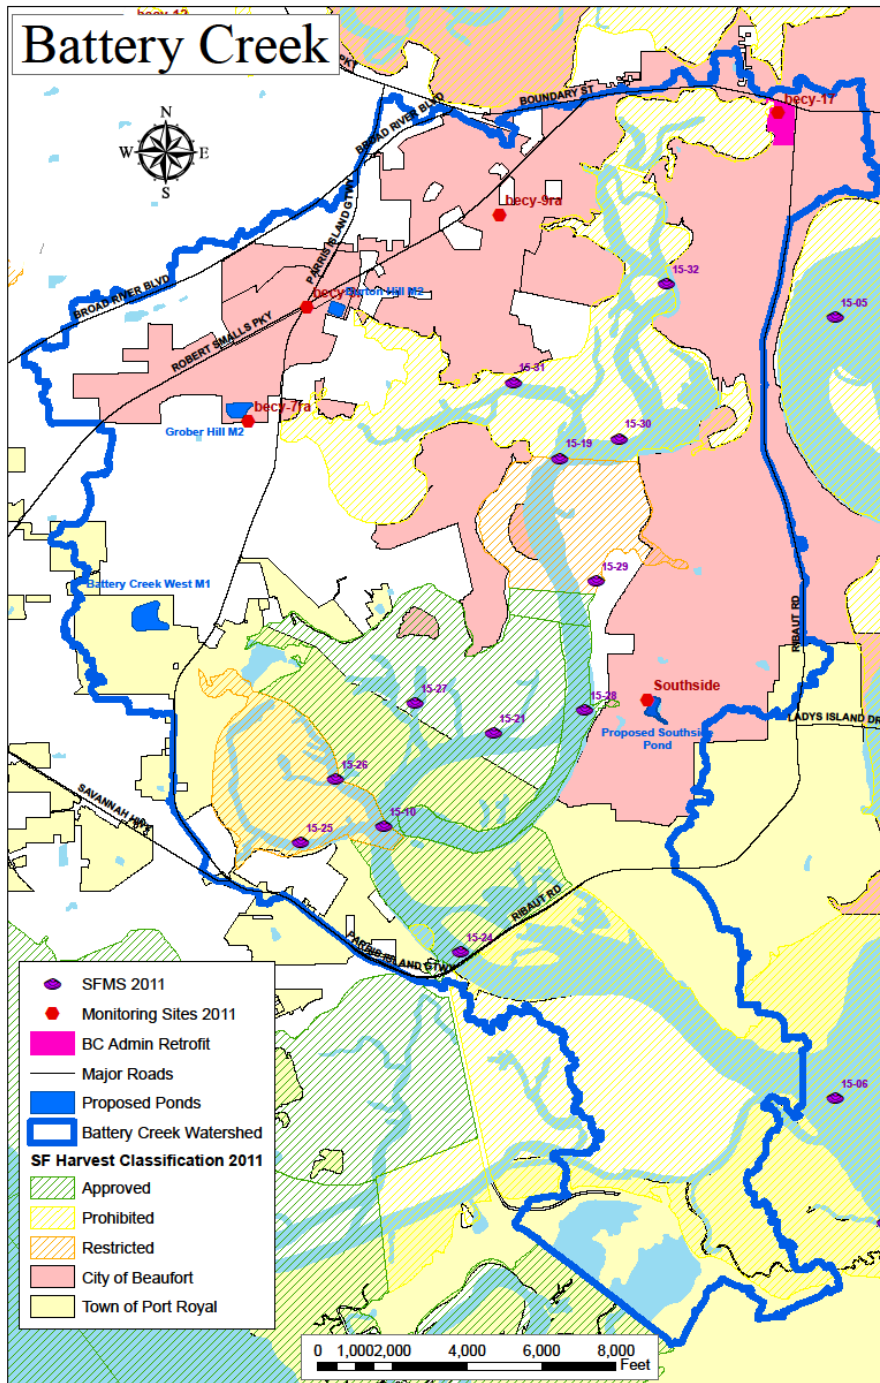 becy-12
Battery Creek
PKY
BOUNDARY ST
becy-17
BROAD RIVER BLVD
N
W
E
S
becy-9ra
PARRIS ISLAND GTWY
15-32
15-05
BROAD RIVER BLVD
Burton Hill M2
ROBERT SMALLS PKY
15-31
becy-7ra
Grober Hill M2
15-30
15-19
15-29
Battery Creek West M1
RIBAUT RD
15-27
15-28
Southside
15-21
Proposed Southside
Pond
LADYS ISLAND DR
15-26
SAVANNAH HWY
15-10
15-25
RIBAUT RD
15-24
PARRIS ISLAND GTWY
15-06
SFMS 2011
Monitoring Sites 2011
BC Admin Retrofit
Major Roads
Proposed Ponds
Battery Creek Watershed
SF Harvest Classification 2011
Approved
Prohibited
Restricted
City of Beaufort
Town of Port Royal
0 1,000 2,000 4,000 6,000 8,000
Feet